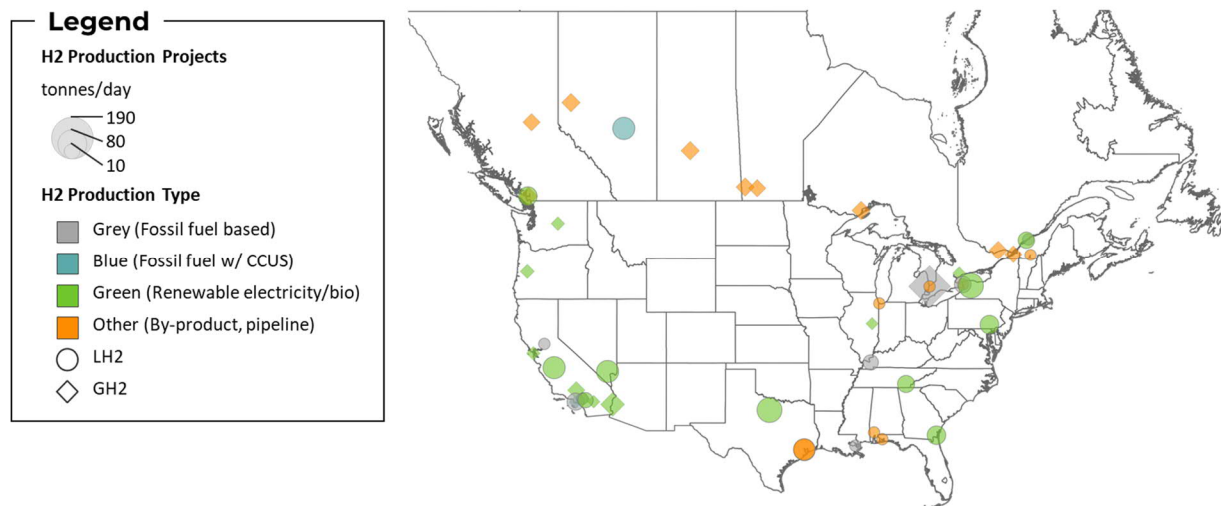 Legend
H2 Production Projects
tonnes/day
190
80
10
H2 Production Type
Grey (Fossil fuel based)
Blue (Fossil fuel w/ CCUS)
Green (Renewable electricity/bio)
Other (By-product, pipeline)
LH2
GH2